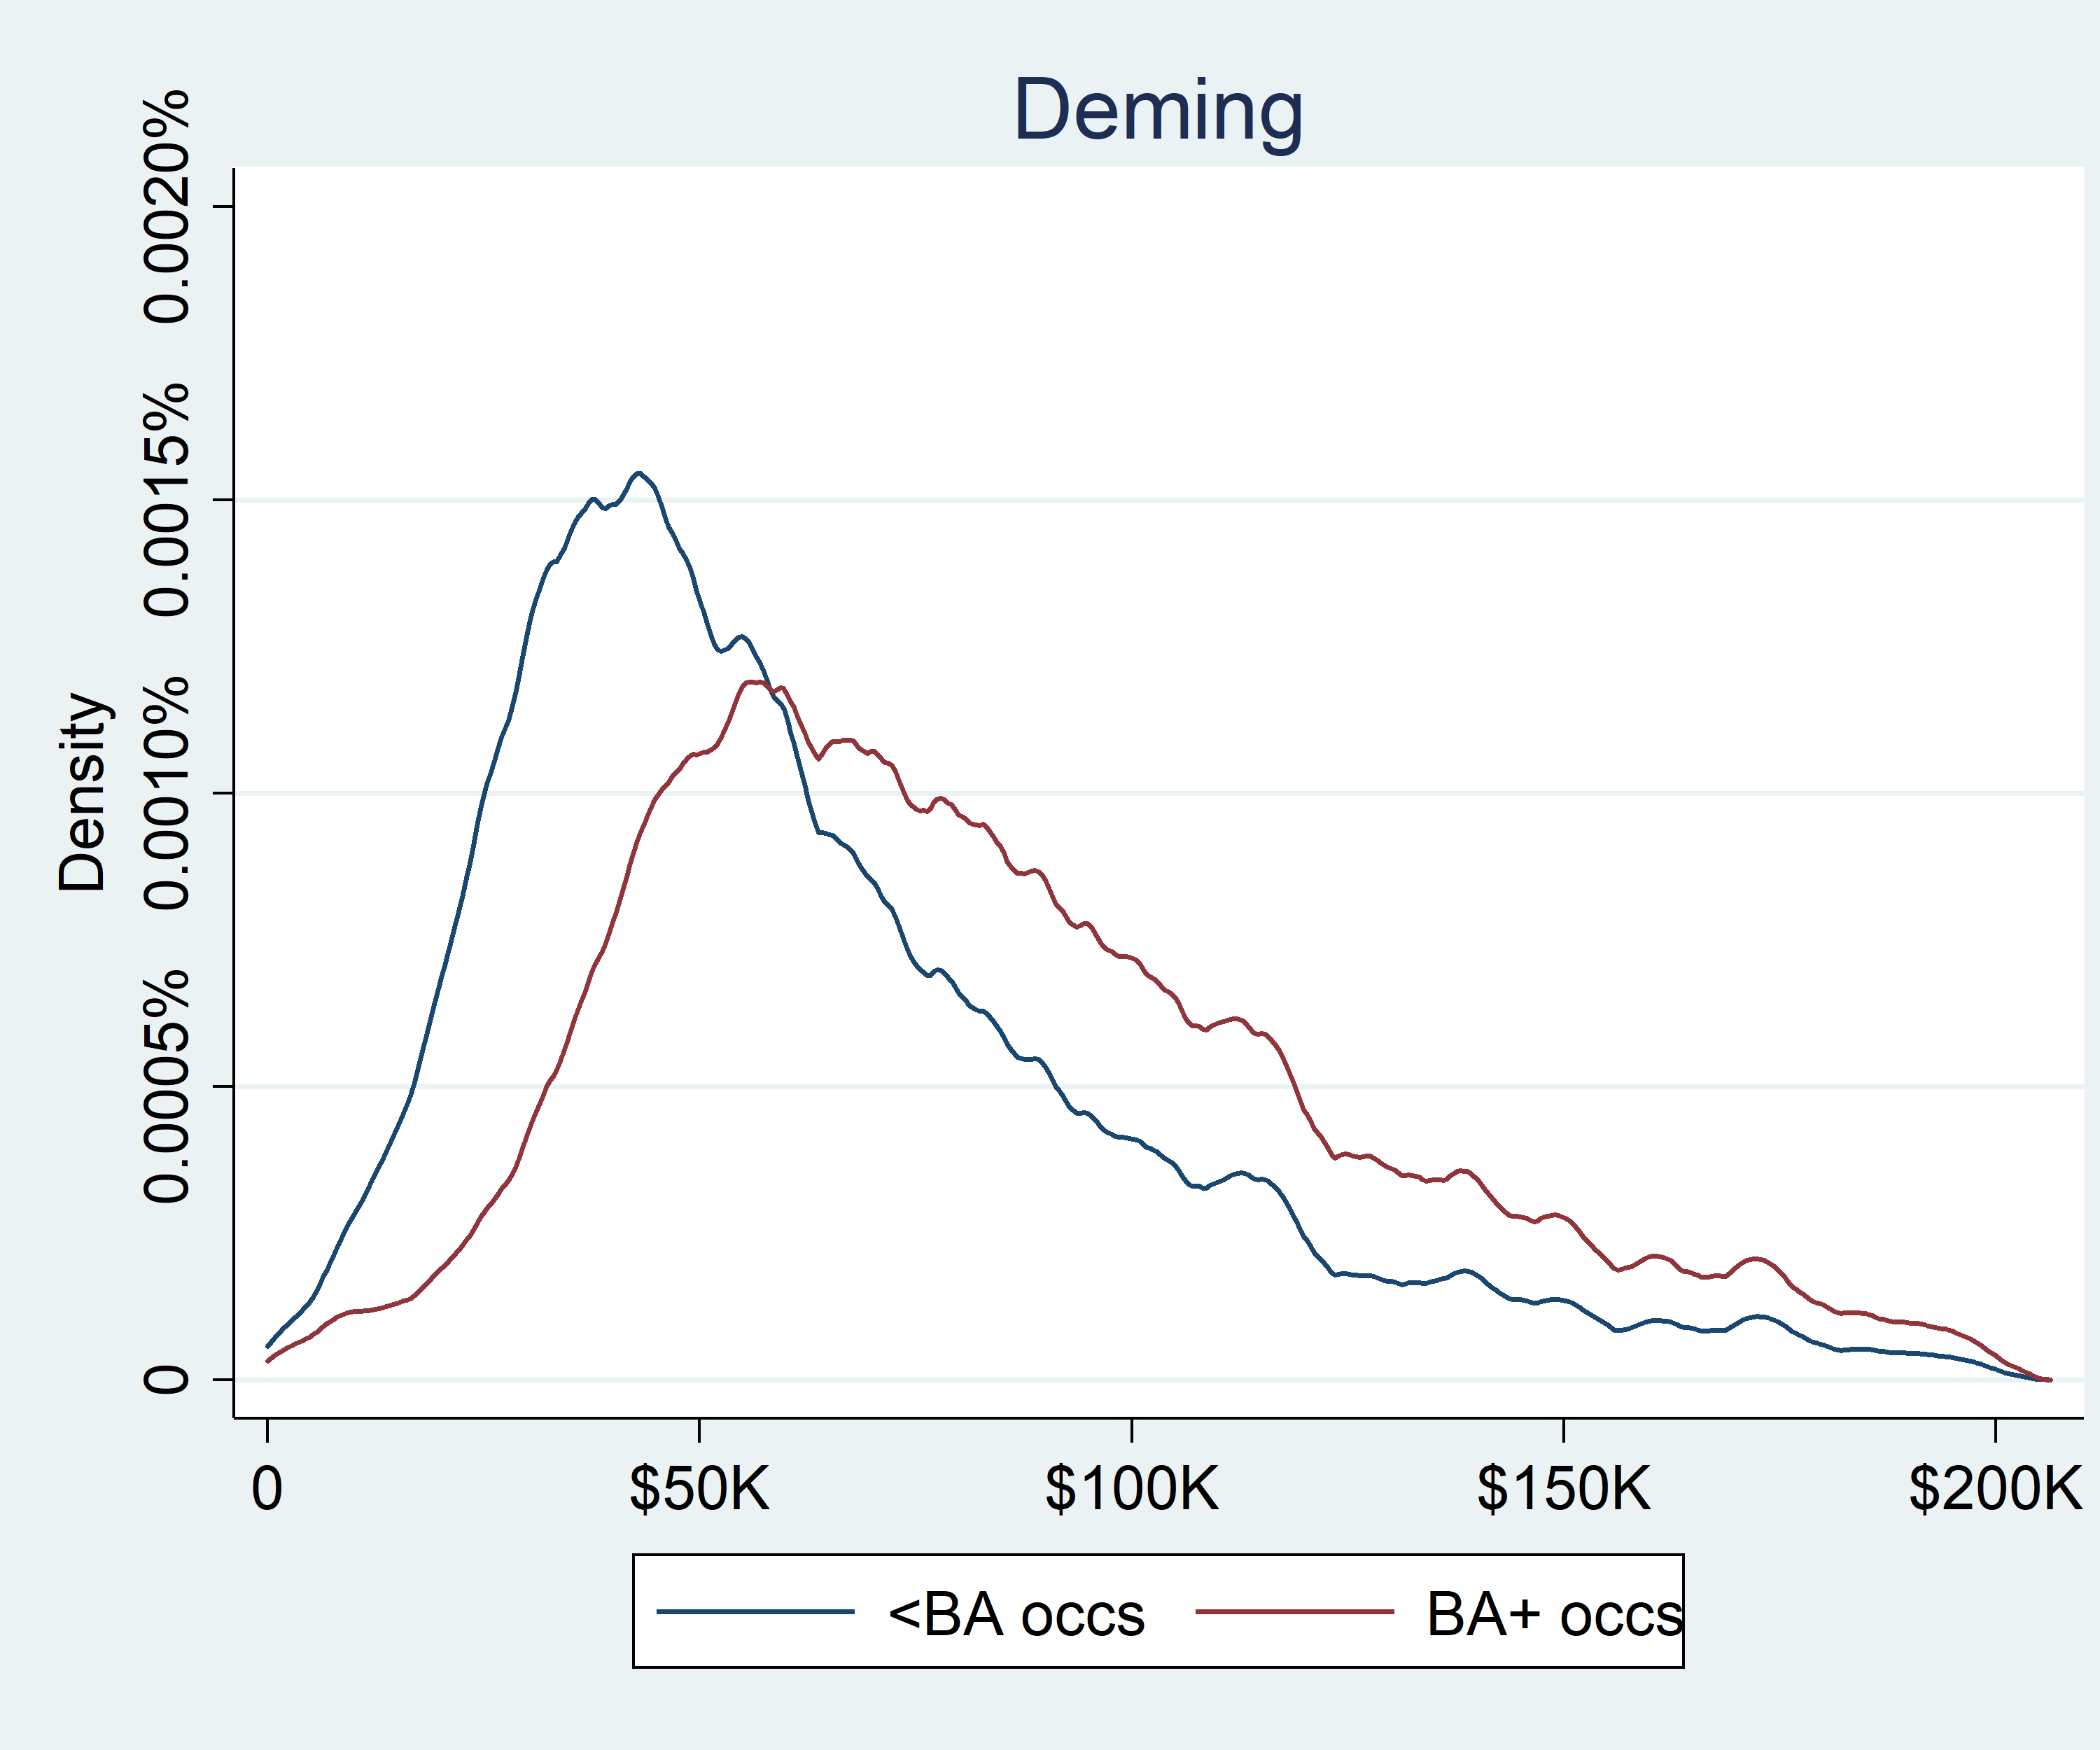 Deming
Density
0.0020%
0.0015%
0.0010%
0.0005%
0
0 $50K $100K $150K $200K
<BA occs BA+ occs